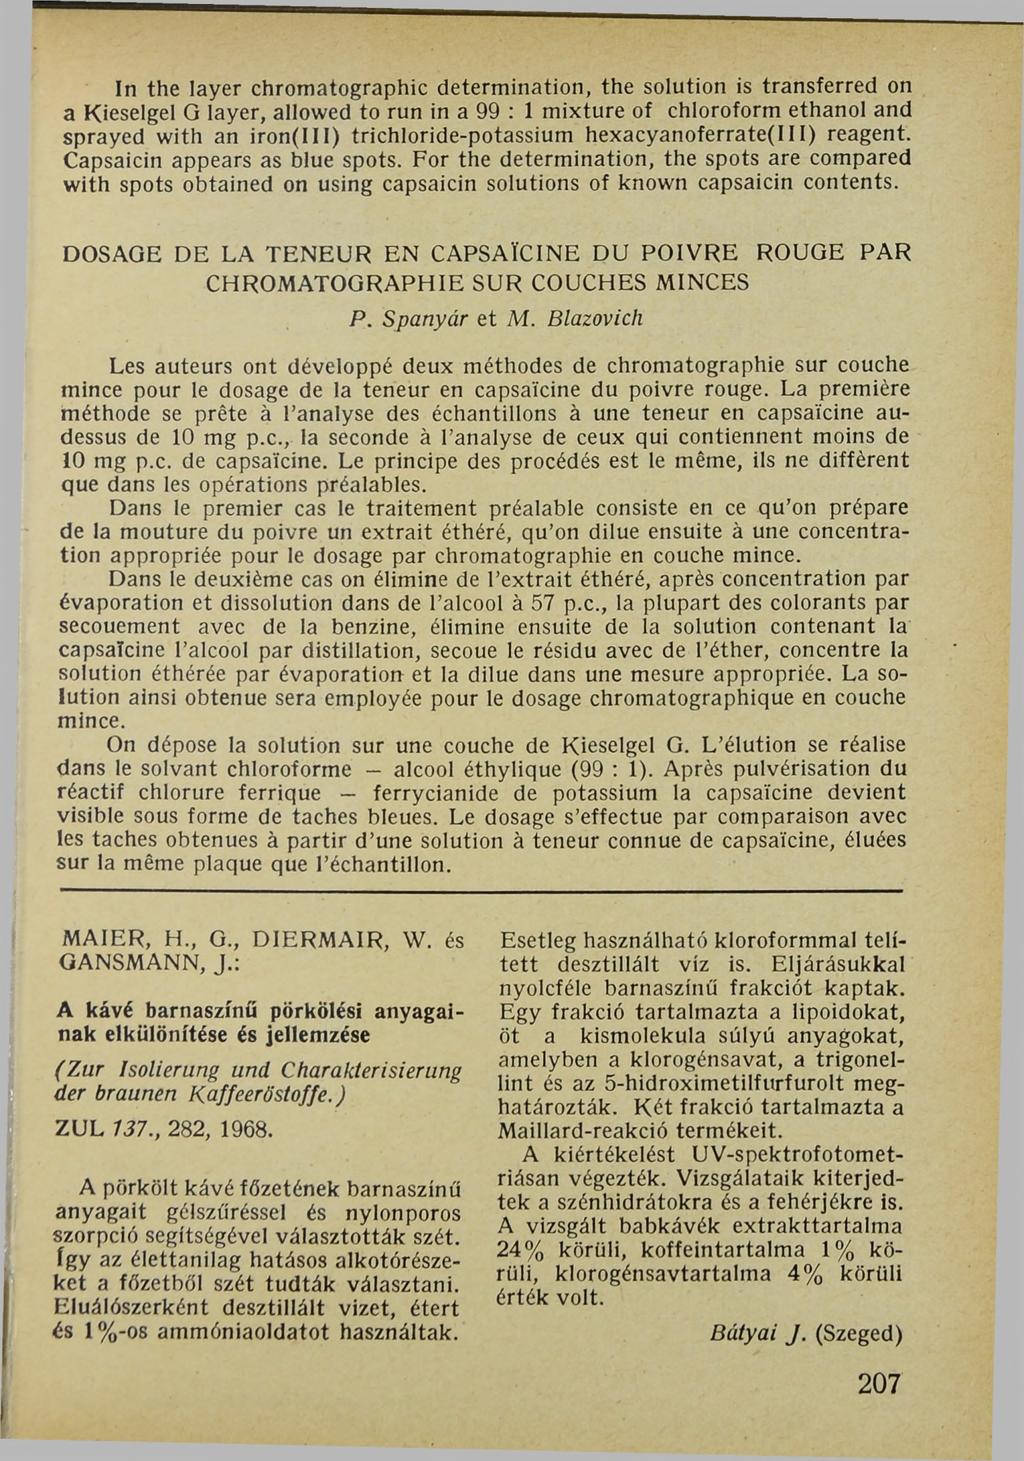 In the layer chromatographic determination, the solution is transferred on
a Kieselgel G layer, allowed to run in a 99 : 1 mixture of chloroform ethanol and
sprayed with an iron(III) trichloride-potassium hexacyanoferrate(III) reagent.
Capsaicin appears as blue spots. For the determination, the spots are compared
with spots obtained on using capsaicin solutions of known capsaicin contents.
DOSAGE DE LA TENEUR EN CAPSAÏCINE DU POIVRE ROUGE PAR
CHROMATOGRAPHIE SUR COUCHES MINCES
P. Spanyár et M. Blazovich
Les auteurs ont développé deux méthodes de chromatographie sur couche
mince pour le dosage de la teneur en capsaïcine du poivre rouge. La première
méthode se prête à l'analyse des échantillons à une teneur en capsaïcine au-
dessus de 10 mg p.c., la seconde à l'analyse de ceux qui contiennent moins de
10 mg p.c. de capsaïcine. Le principe des procédés est le même, ils ne diffèrent
que dans les opérations préalables.
Dans le premier cas le traitement préalable consiste en ce qu'on prépare
de la mouture du poivre un extrait éthéré, qu'on dilue ensuite à une concentra-
tion appropriée pour le dosage par chromatographie en couche mince.
Dans le deuxième cas on élimine de l'extrait éthéré, après concentration par
évaporation et dissolution dans de l'alcool à 57 p.c., la plupart des colorants par
secouement avec de la benzine, élimine ensuite de la solution contenant la
capsaïcine l'alcool par distillation, secoue le résidu avec de l'éther, concentre la
solution éthérée par évaporation et la dilue dans une mesure appropriée. La so-
lution ainsi obtenue sera employée pour le dosage chromatographique en couche
mince.
On dépose la solution sur une couche de Kieselgel G. L'élution se réalise
dans le solvant chloroforme — alcool éthylique (99 : 1). Après pulvérisation du
réactif chlorure ferrique — ferrycianide de potassium la capsaïcine devient
visible sous forme de taches bleues. Le dosage s'effectue par comparaison avec
les taches obtenues à partir d'une solution à teneur connue de capsaïcine, éluées
sur la même plaque que l'échantillon.
MAIER, H., G., DIERMAIR, W. és
GANSMANN, J.:
A kávé barnaszínű pörkölési anyagai-
nak elkülönítése és jellemzése
(Zur Isolierung und Charakterisierung
der braunen Kaffeeröstoffe.)
ZUL 137., 282, 1968.
A pörkölt kávé főzetének barnaszínű
anyagait gélszűréssel és nylonporos
szorpció segítségével választották szét.
Így az élettanilag hatásos alkotórésze-
ket a főzetből szét tudták választani.
Eluálószerként desztillált vizet, étert
és 1%-os ammóniaoldatot használtak.
Esetleg használható kloroformmal telí-
tett desztillált víz is. Eljárásukkal
nyolcféle barnaszínű frakciót kaptak.
Egy frakció tartalmazta a lipoidokat,
öt a kismolekula súlyú anyagokat,
amelyben a klorogénsavat, a trigonel-
lint és az 5-hidroximetilfurfurolt meg-
határozták. Két frakció tartalmazta a
Maillard-reakció termékeit.
A kiértékelést UV-spektrofotomet-
riásan végezték. Vizsgálataik kiterjed-
tek a szénhidrátokra és a fehérjékre is.
A vizsgált babkávék extrakttartalma
24% körüli, koffeintartalma 1% kö-
rüli, klorogénsavtartalma 4% körüli
érték volt.
Bátyai J. (Szeged)
207